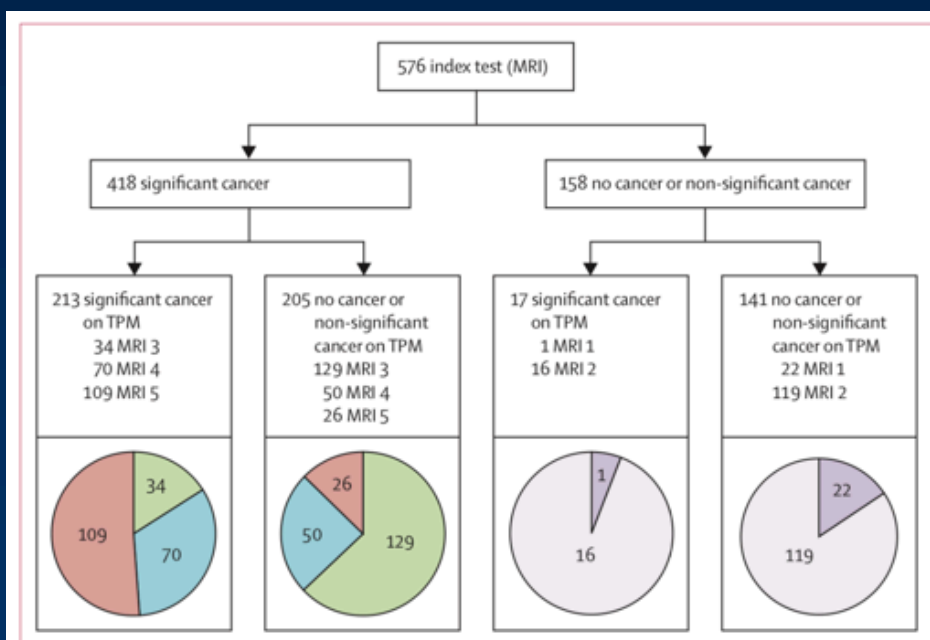 576 index test (MRI)
418 significant cancer
158 no cancer or non-significant cancer
213 significant cancer
on TPM
34 MRI 3
70 MRI 4
109 MRI 5
205 no cancer or
non-significant
cancer on TPM
129 MRI 3
50 MRI 4
26 MRI 5
17 significant cancer
on TPM
1 MRI 1
16 MRI 2
141 no cancer or
non-significant
cancer on TPM
22 MRI 1
119 MRI 2
34
109
70
26
50
129
1
16
22
119